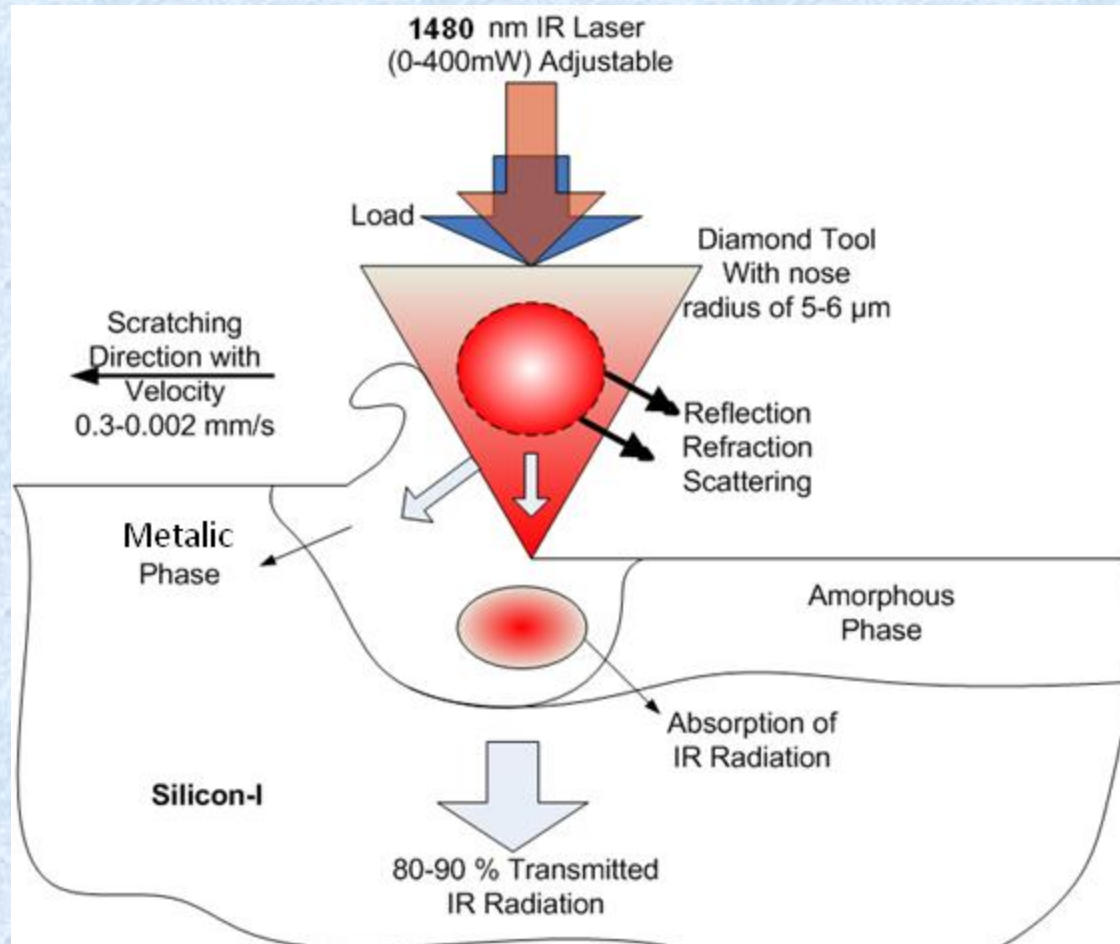 1480 nm IR Laser
(0-400mW) Adjustable
Load
Diamond Tool
With nose
radius of 5-6 µm
Scratching
Direction with
Velocity
0.3-0.002 mm/s
Reflection
Refraction
Scattering
Metalic
Phase
Amorphous
Phase
Absorption of
IR Radiation
Silicon-I
80-90 % Transmitted
IR Radiation